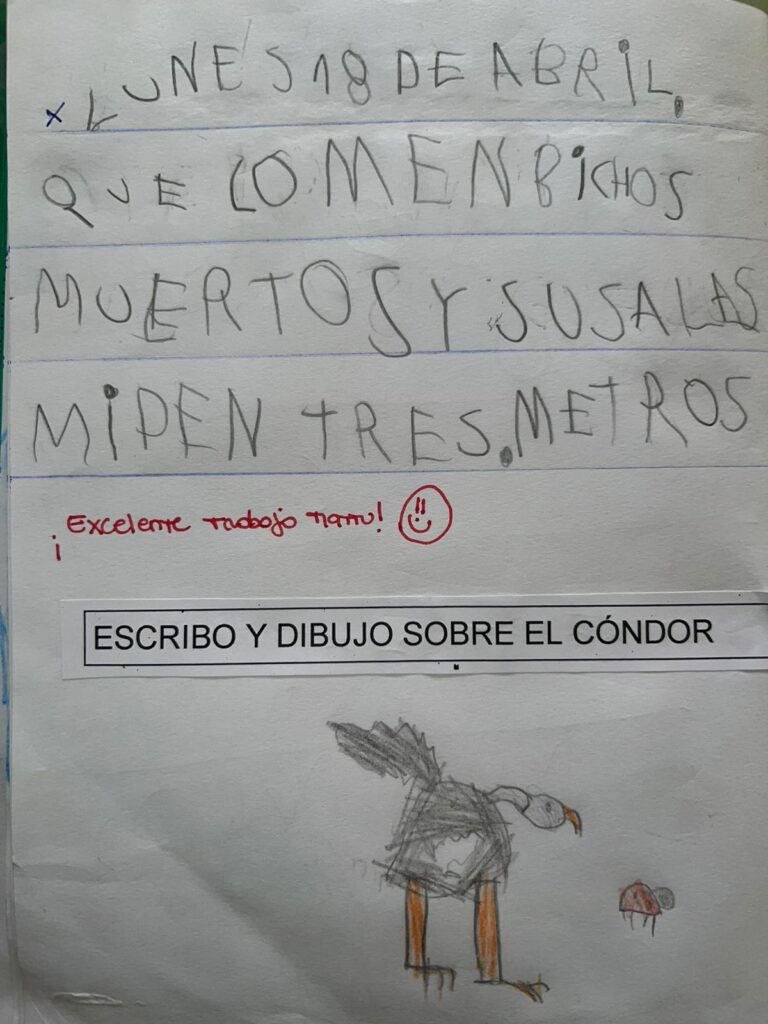 x LUNES 18 DE ABRIL.
QUE COMEN BICHOS
MUERTOS Y SUS ALAS
MIDEN TRES.METROS
¡Excelente trabajo !
ESCRIBO Y DIBUJO SOBRE EL CÓNDOR